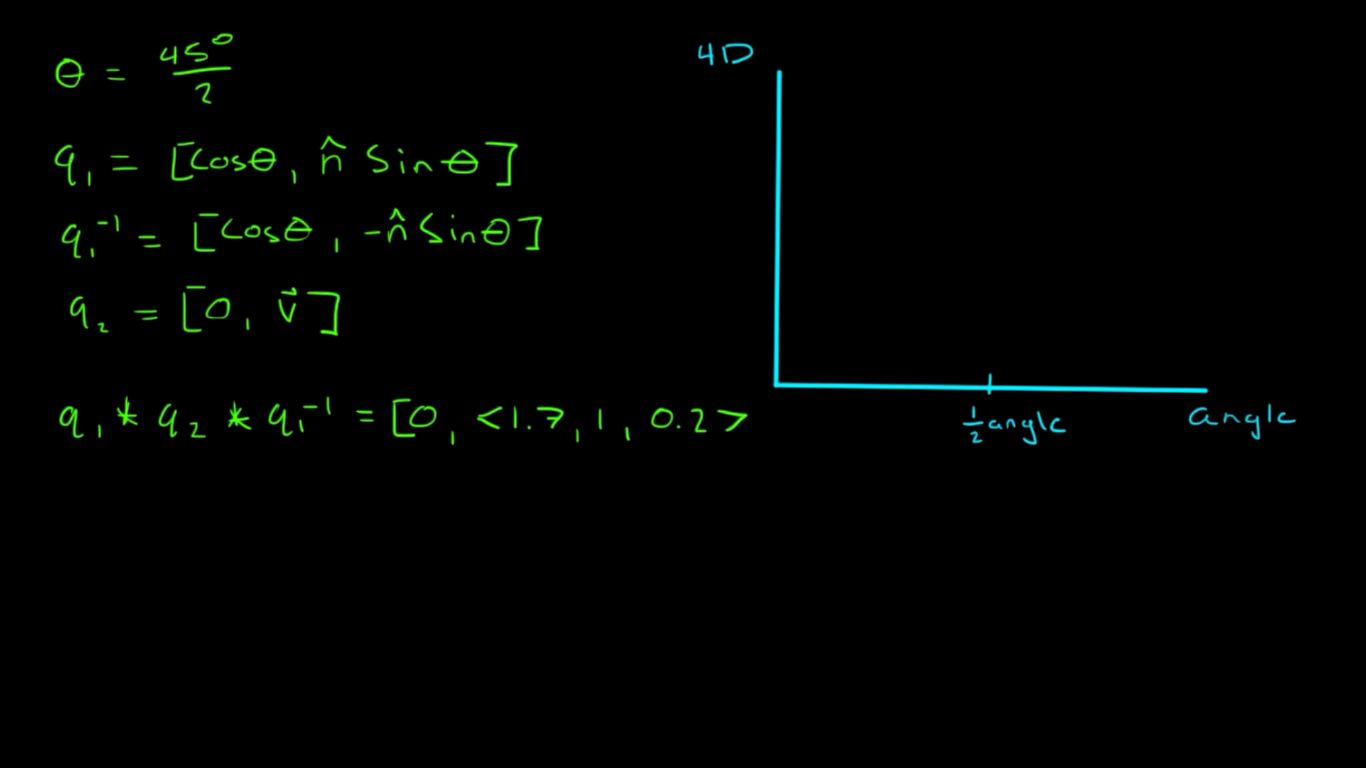 θ = 45°/2
q₁ = [cosθ, n̂ sinθ]
q₁⁻¹ = [cosθ, -n̂ sinθ]
q₂ = [0, v⃗]
q₁ * q₂ * q₁⁻¹ = [0, <1.7, 1, 0.2>
4D
½ angle
angle